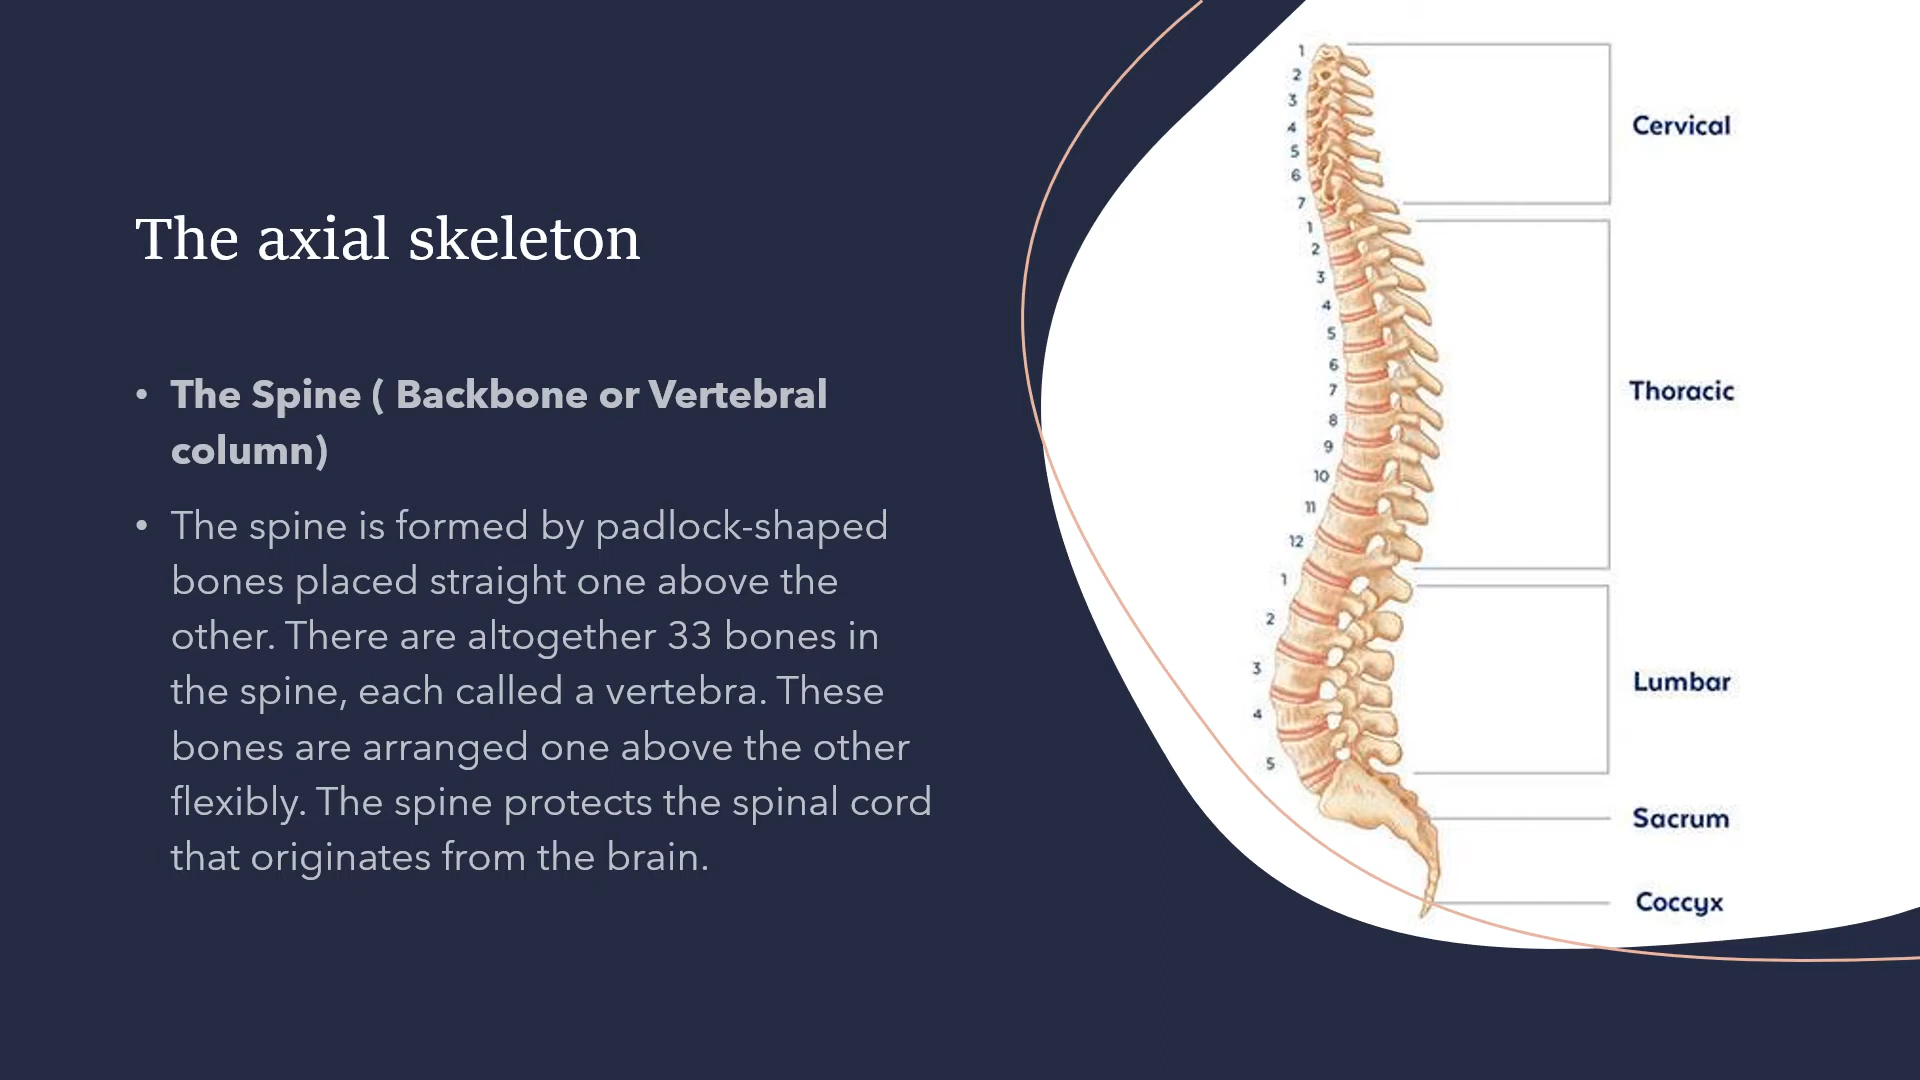 The axial skeleton
• The Spine ( Backbone or Vertebral
column)
• The spine is formed by padlock-shaped
bones placed straight one above the
other. There are altogether 33 bones in
the spine, each called a vertebra. These
bones are arranged one above the other
flexibly. The spine protects the spinal cord
that originates from the brain.
1
2
3
4
5
6
7
Cervical
1
2
3
4
5
6
7
8
9
10
11
12
Thoracic
1
2
3
4
5
Lumbar
Sacrum
Coccyx